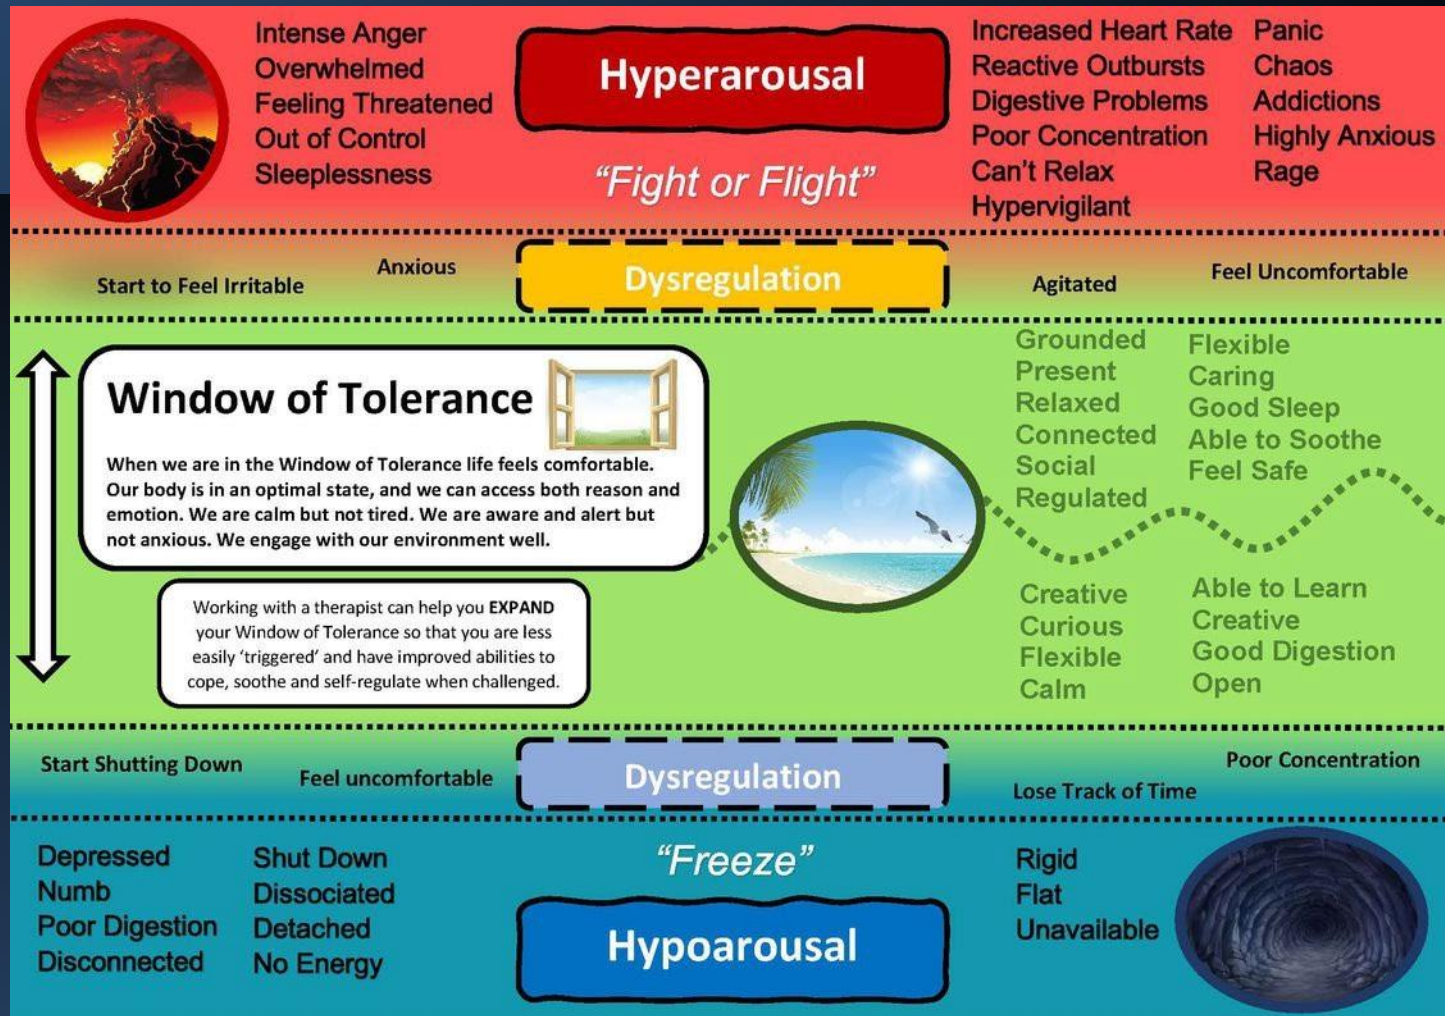 Intense Anger
Overwhelmed
Feeling Threatened
Out of Control
Sleeplessness
Hyperarousal
“Fight or Flight”
Increased Heart Rate
Reactive Outbursts
Digestive Problems
Poor Concentration
Can't Relax
Hypervigilant
Panic
Chaos
Addictions
Highly Anxious
Rage
Start to Feel Irritable
Anxious
Dysregulation
Agitated
Feel Uncomfortable
Window of Tolerance
When we are in the Window of Tolerance life feels comfortable.
Our body is in an optimal state, and we can access both reason and
emotion. We are calm but not tired. We are aware and alert but
not anxious. We engage with our environment well.
Working with a therapist can help you EXPAND
your Window of Tolerance so that you are less
easily ‘triggered’ and have improved abilities to
cope, soothe and self-regulate when challenged.
Grounded
Present
Relaxed
Connected
Social
Regulated
Flexible
Caring
Good Sleep
Able to Soothe
Feel Safe
Creative
Curious
Flexible
Calm
Able to Learn
Creative
Good Digestion
Open
Start Shutting Down
Feel uncomfortable
Dysregulation
Lose Track of Time
Poor Concentration
Depressed
Numb
Poor Digestion
Disconnected
Shut Down
Dissociated
Detached
No Energy
“Freeze”
Hypoarousal
Rigid
Flat
Unavailable